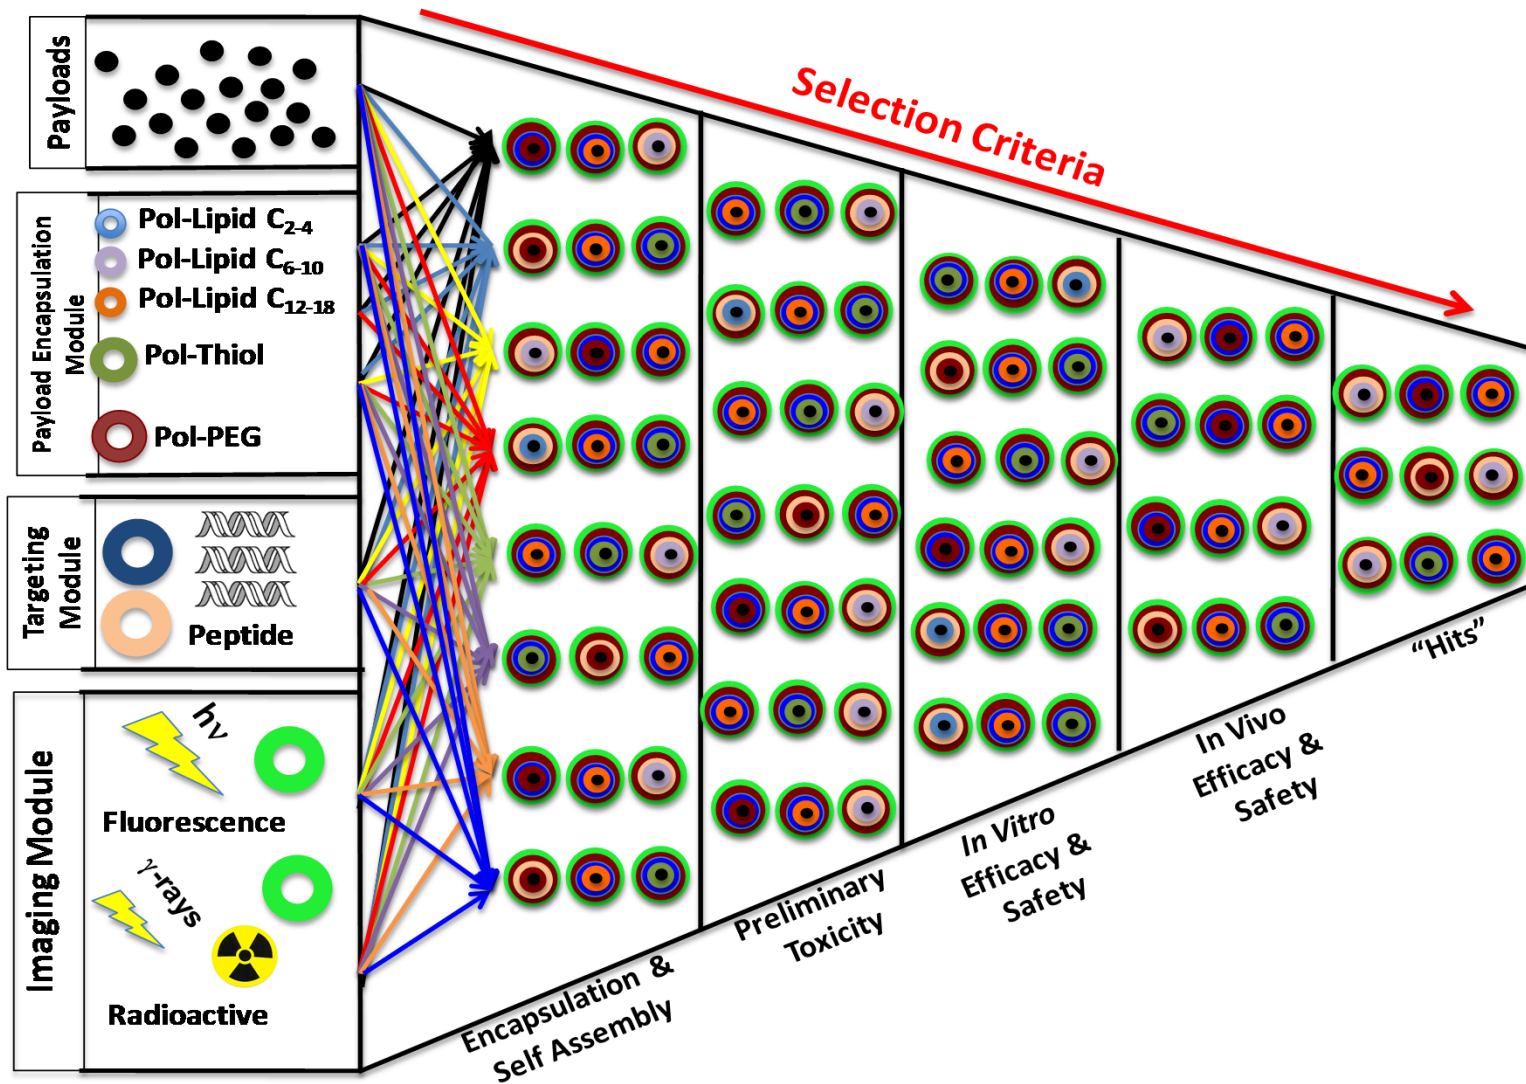 Payloads
Payload Encapsulation
Module
Pol-Lipid C2-4
Pol-Lipid C6-10
Pol-Lipid C12-18
Pol-Thiol
Pol-PEG
Targeting
Module
Peptide
Imaging Module
hν
Fluorescence
γ-rays
Radioactive
Selection Criteria
Encapsulation &
Self Assembly
Preliminary
Toxicity
In Vitro
Efficacy &
Safety
In Vivo
Efficacy &
Safety
“Hits”